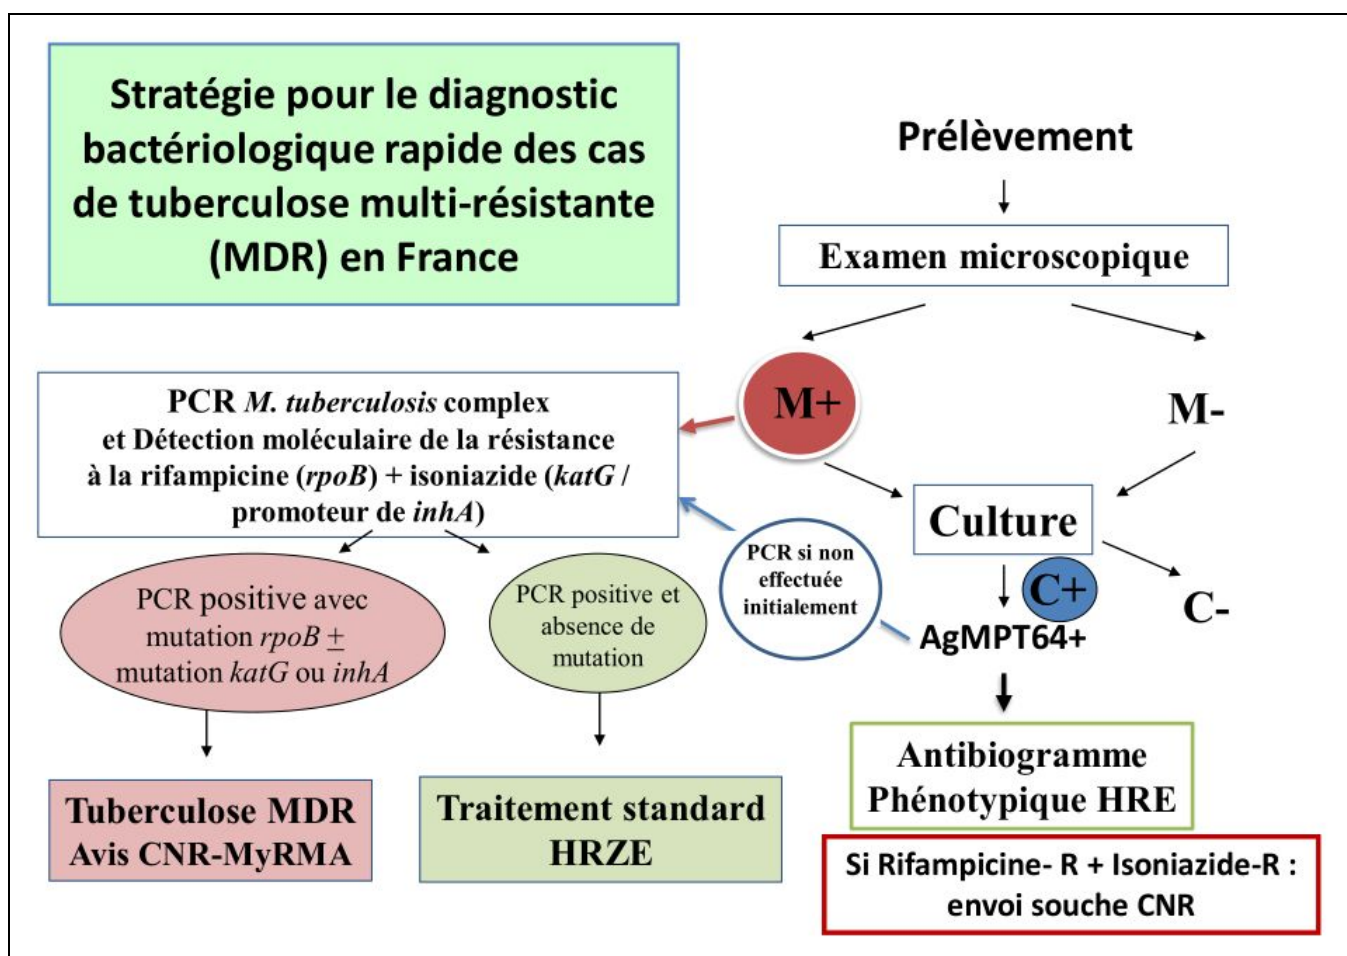 Stratégie pour le diagnostic
bactériologique rapide des cas
de tuberculose multi-résistante
(MDR) en France
Prélèvement
Examen microscopique
M+
M-
PCR M. tuberculosis complex
et Détection moléculaire de la résistance
à la rifampicine (rpoB) + isoniazide (katG /
promoteur de inhA)
Culture
C+
C-
AgMPT64+
PCR si non
effectuée
initialement
PCR positive avec
mutation rpoB ±
mutation katG ou inhA
PCR positive et
absence de
mutation
Tuberculose MDR
Avis CNR-MyRMA
Traitement standard
HRZE
Antibiogramme
Phénotypique HRE
Si Rifampicine- R + Isoniazide-R :
envoi souche CNR